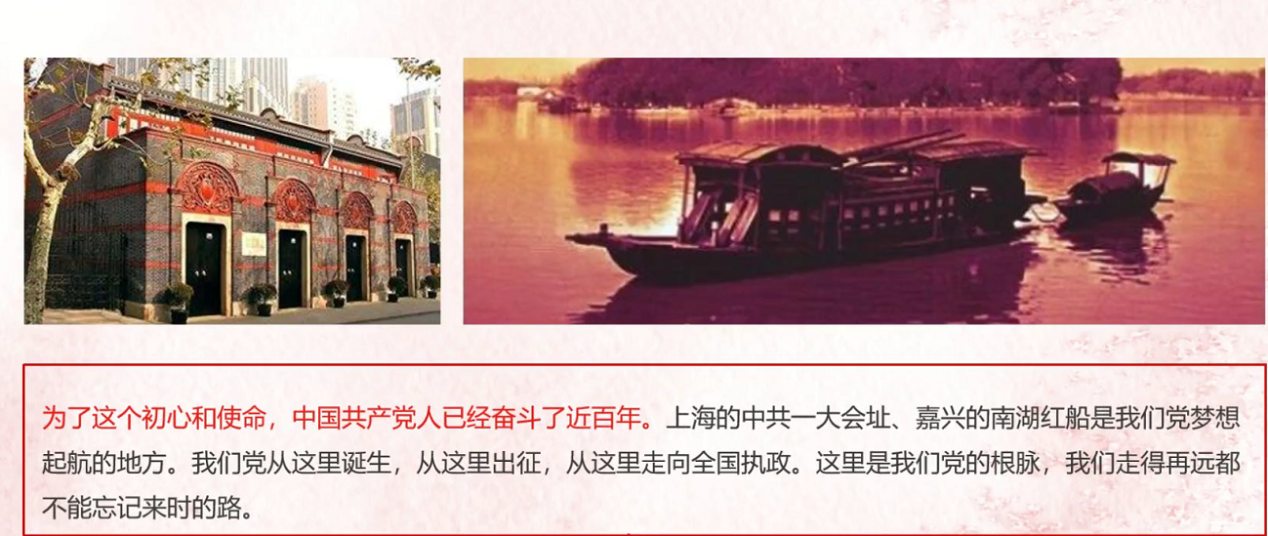 为了这个初心和使命，中国共产党人已经奋斗了近百年。上海的中共一大会址、嘉兴的南湖红船是我们党梦想
起航的地方。我们党从这里诞生，从这里出征，从这里走向全国执政。这里是我们党的根脉，我们走得再远都
不能忘记来时的路。